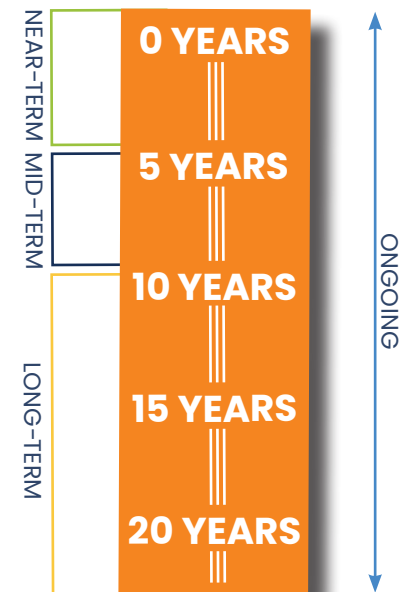 NEAR-TERM
MID-TERM
LONG-TERM
0 YEARS
5 YEARS
10 YEARS
15 YEARS
20 YEARS
ONGOING